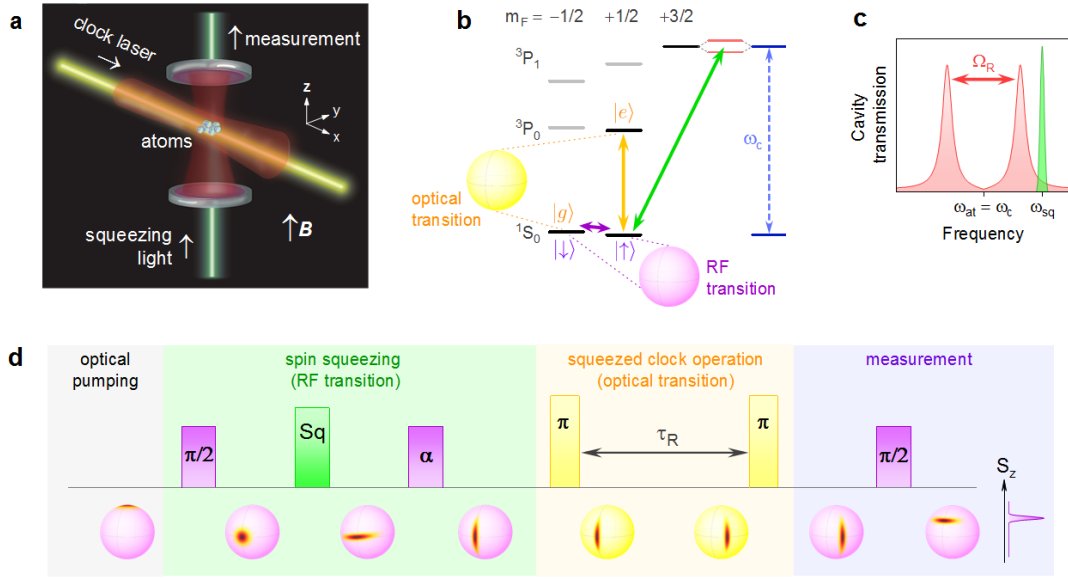 a
clock laser
measurement
z
y
x
atoms
squeezing
light
B
b
m_F = −1/2 +1/2 +3/2
³P₁
³P₀
|e⟩
ω_c
optical
transition
|g⟩
¹S₀
|↓⟩
|↑⟩
RF
transition
c
Cavity
transmission
Ω_R
ω_at = ω_c
ω_sq
Frequency
d
optical
pumping
spin squeezing
(RF transition)
squeezed clock operation
(optical transition)
measurement
π/2
Sq
α
π
τ_R
π
π/2
S_z